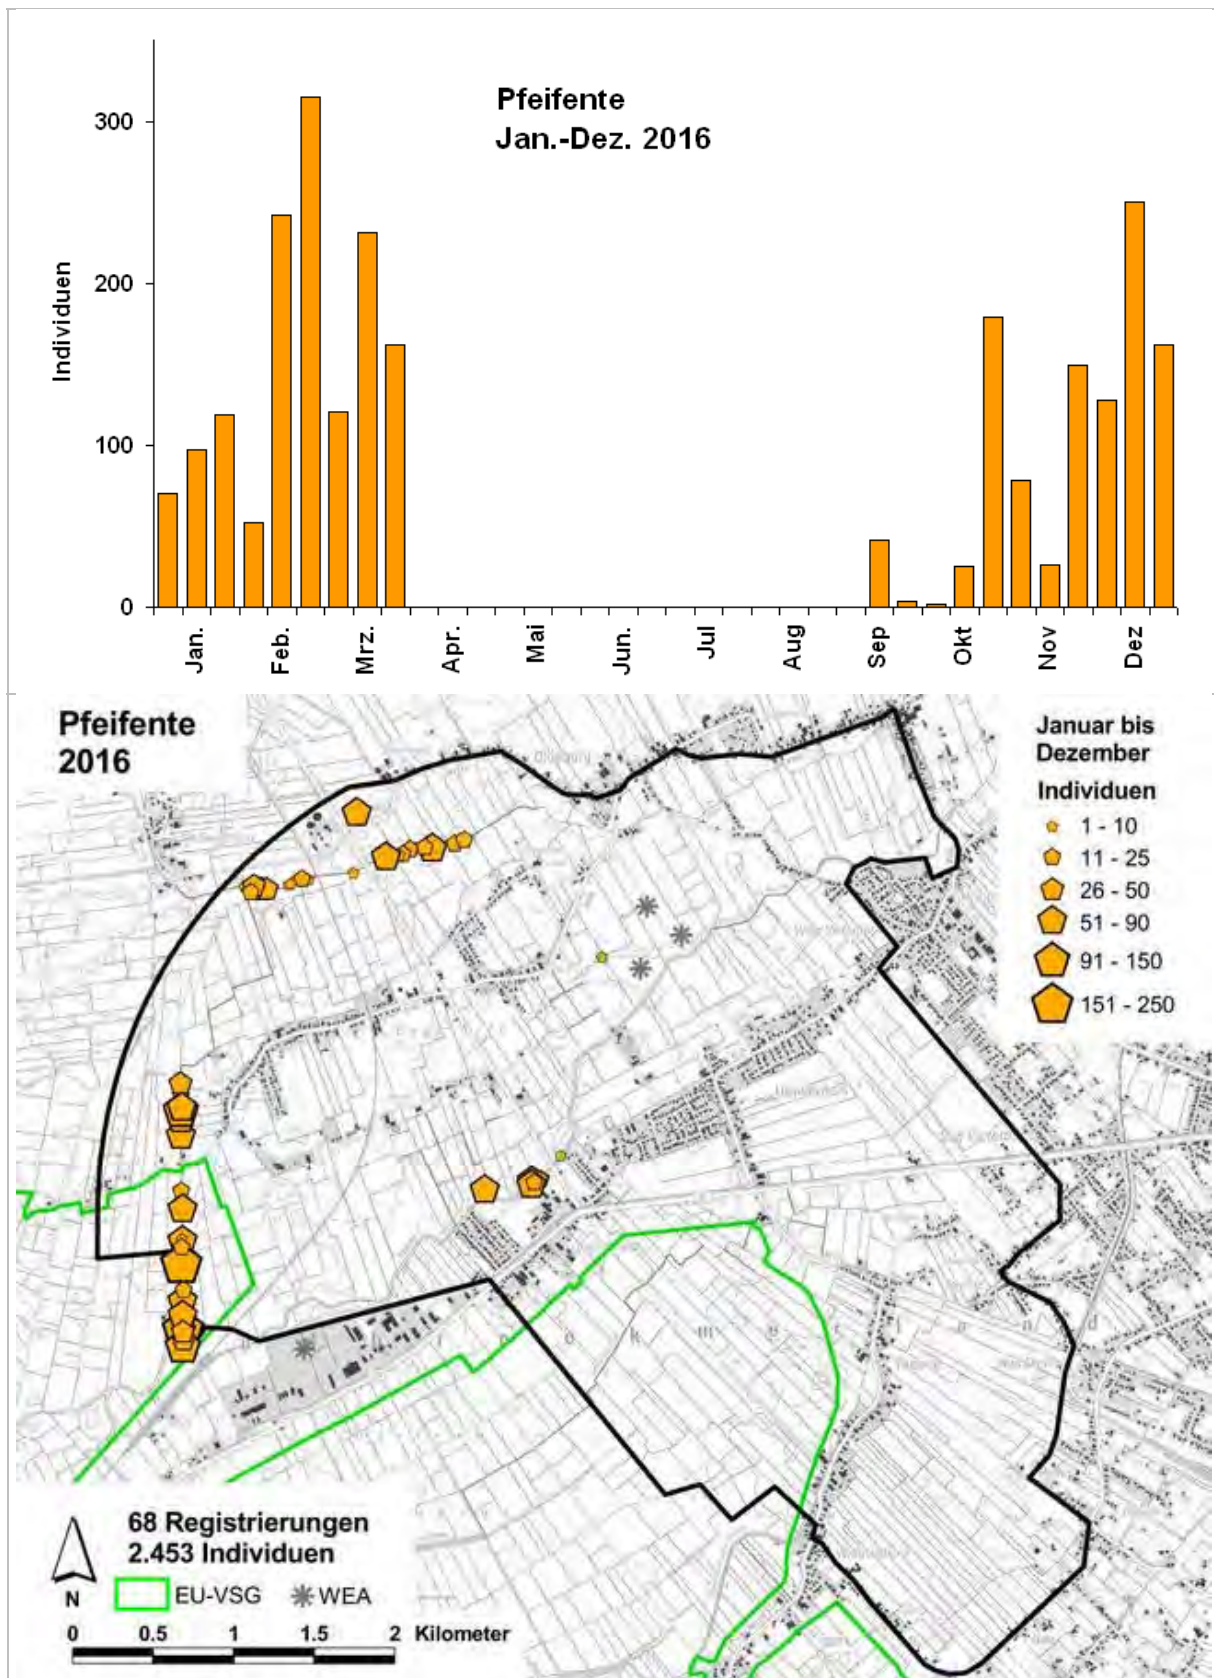 Pfeifente
Jan.-Dez. 2016
300
200
100
0
Individuen
Jan.
Feb.
Mrz.
Apr.
Mai
Jun.
Jul
Aug
Sep
Okt
Nov
Dez
Pfeifente
2016
Januar bis
Dezember
Individuen
1 - 10
11 - 25
26 - 50
51 - 90
91 - 150
151 - 250
68 Registrierungen
2.453 Individuen
N
EU-VSG
WEA
0 0.5 1 1.5 2 Kilometer